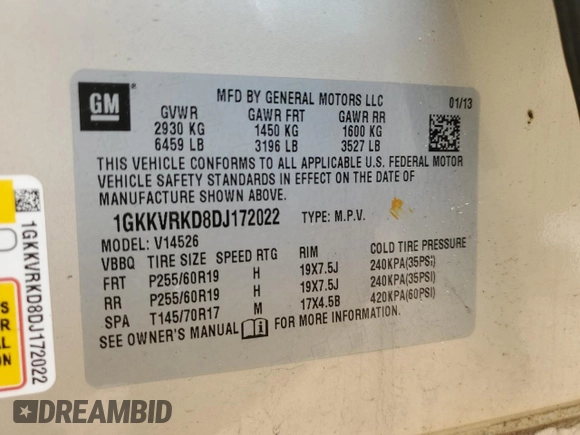 GM
MFD BY GENERAL MOTORS LLC 01/13
GVWR GAWR FRT GAWR RR
2930 KG 1450 KG 1600 KG
6459 LB 3196 LB 3527 LB
THIS VEHICLE CONFORMS TO ALL APPLICABLE U.S. FEDERAL MOTOR
VEHICLE SAFETY STANDARDS IN EFFECT ON THE DATE OF
MANUFACTURE SHOWN ABOVE.
1GKKVRKD8DJ172022 TYPE: M.P.V.
MODEL: V14526
VBBQ TIRE SIZE SPEED RTG RIM COLD TIRE PRESSURE
FRT P255/60R19 H 19X7.5J 240KPA(35PSI)
RR P255/60R19 H 19X7.5J 240KPA(35PSI)
SPA T145/70R17 M 17X4.5B 420KPA(60PSI)
SEE OWNER'S MANUAL FOR MORE INFORMATION.
1GKKVRKD8DJ172022
DREAMBID